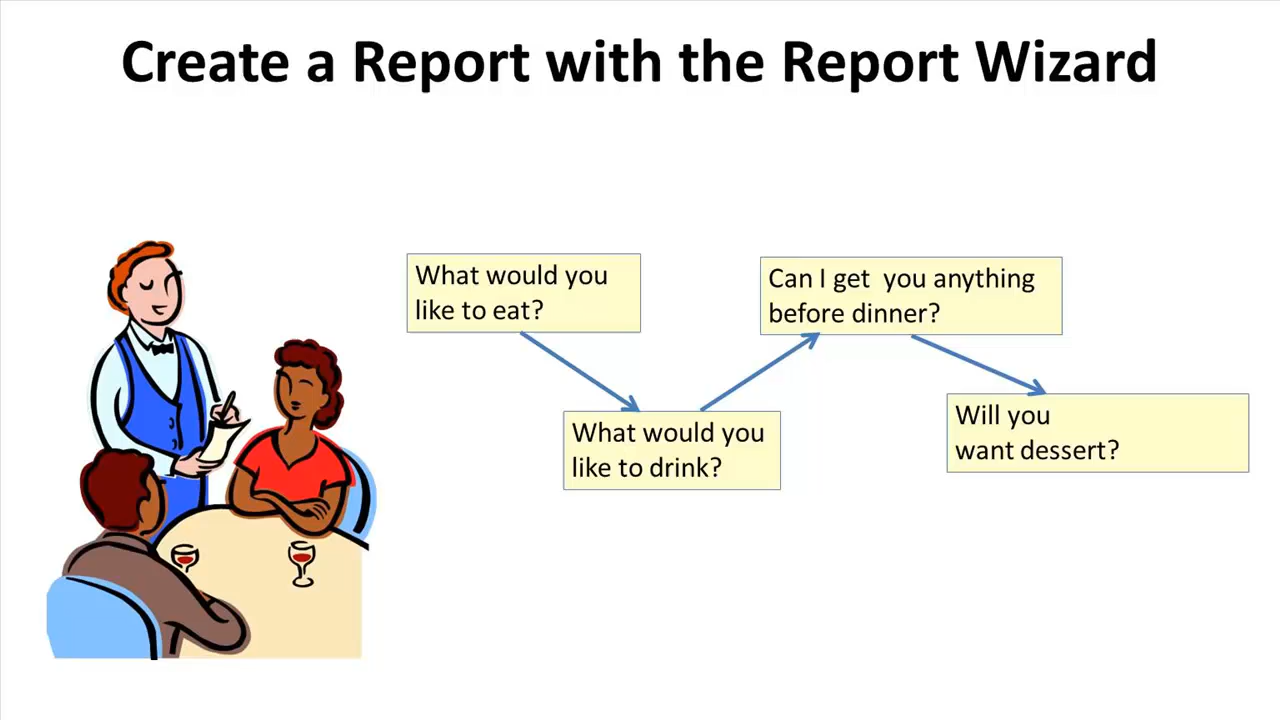 Create a Report with the Report Wizard
What would you
like to eat?
What would you
like to drink?
Can I get  you anything
before dinner?
Will you
want dessert?